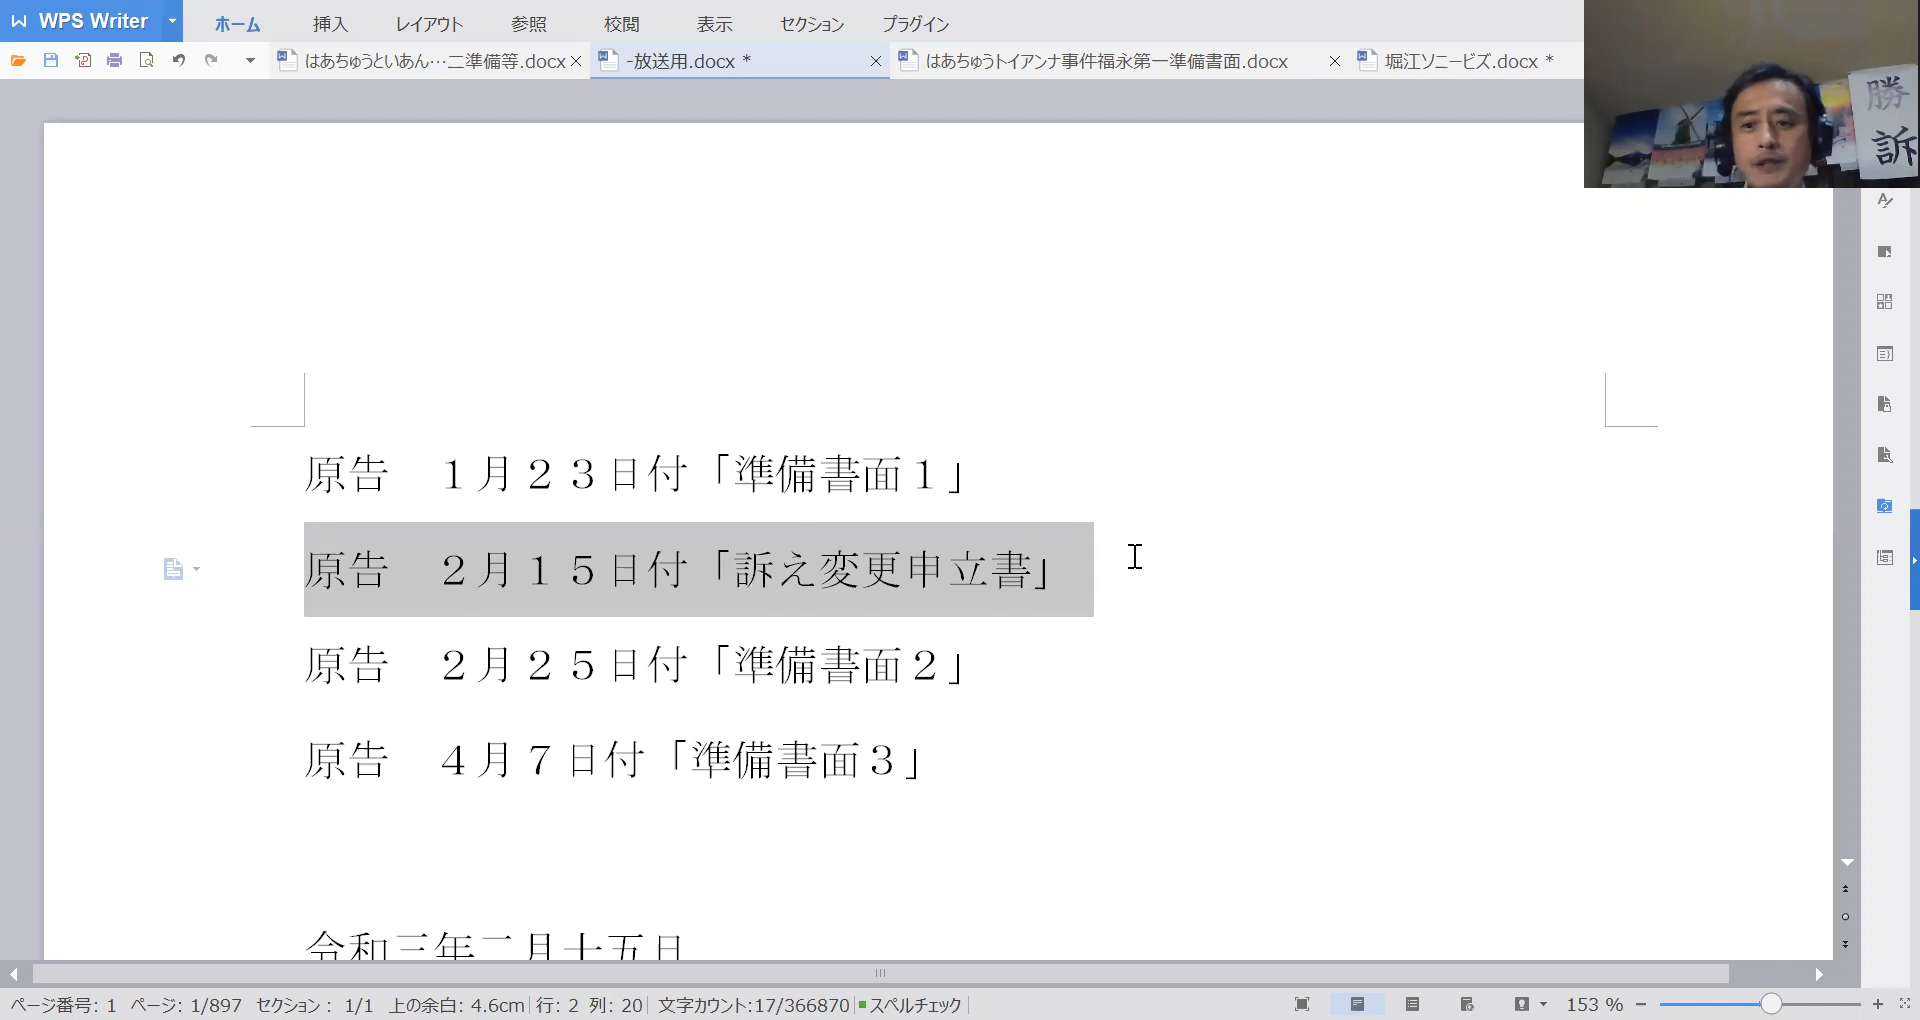 WPS Writer
ホーム 挿入 レイアウト 参照 校閲 表示 セクション プラグイン
はあちゅうといあん…二準備等.docx
-放送用.docx *
はあちゅうトイアンナ事件福永第一準備書面.docx
堀江ソニービズ.docx *
勝
訴
原告　１月２３日付「準備書面１」
原告　２月１５日付「訴え変更申立書」
原告　２月２５日付「準備書面２」
原告　４月７日付「準備書面３」
令和三年二月十五日
ページ番号: 1 ページ: 1/897 セクション： 1/1 上の余白: 4.6cm 行: 2 列: 20 文字カウント:17/366870 スペルチェック 153 %